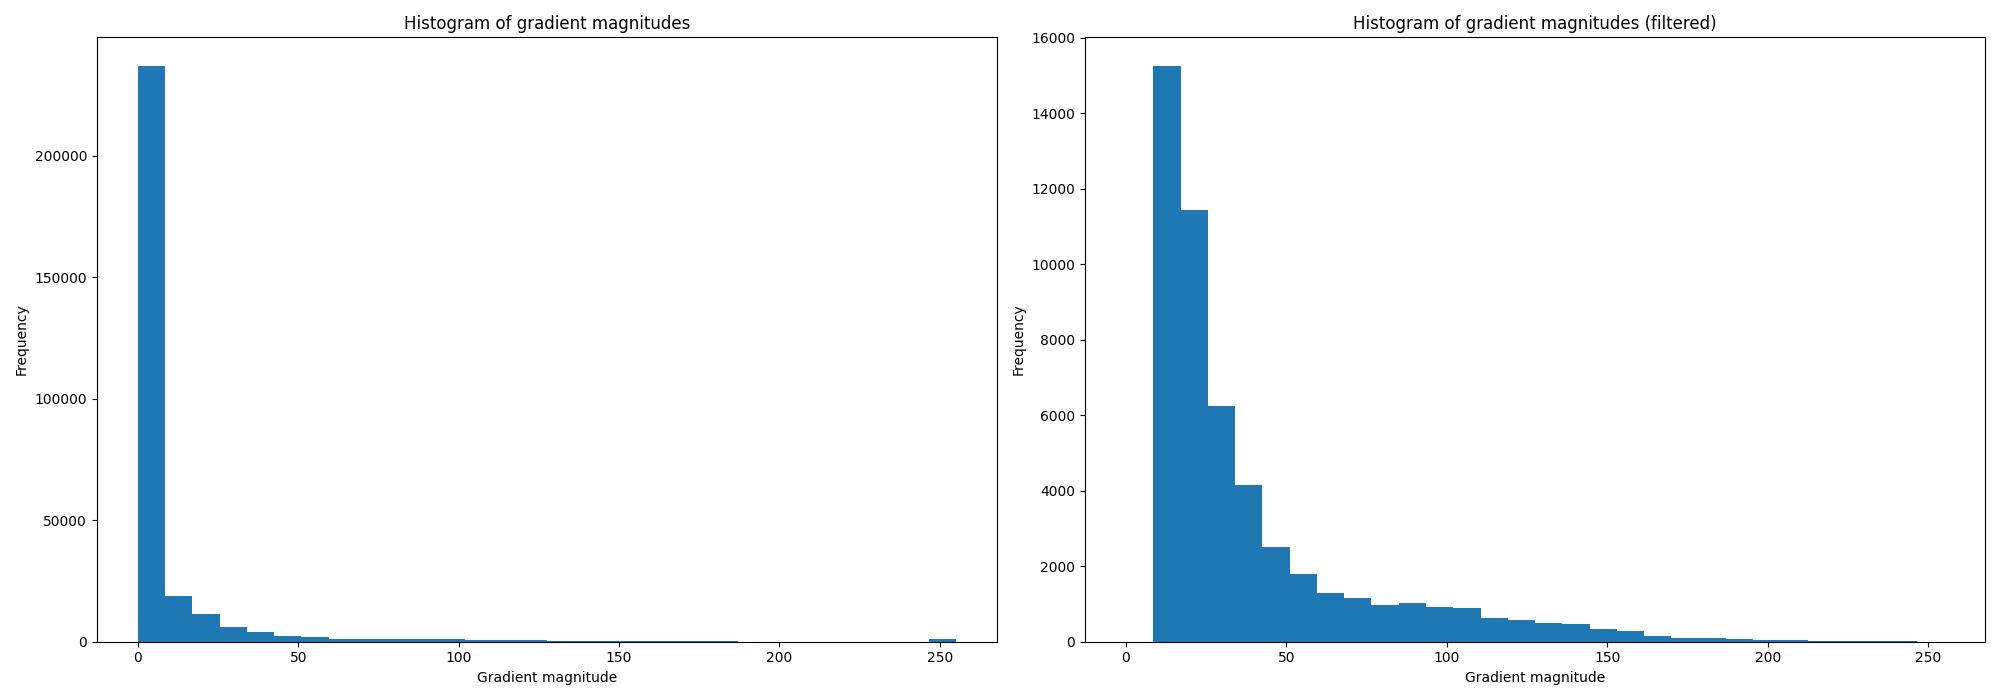 Histogram of gradient magnitudes
200000
150000
100000
50000
0
Frequency
0 50 100 150 200 250
Gradient magnitude
Histogram of gradient magnitudes (filtered)
16000
14000
12000
10000
8000
6000
4000
2000
0
Frequency
0 50 100 150 200 250
Gradient magnitude